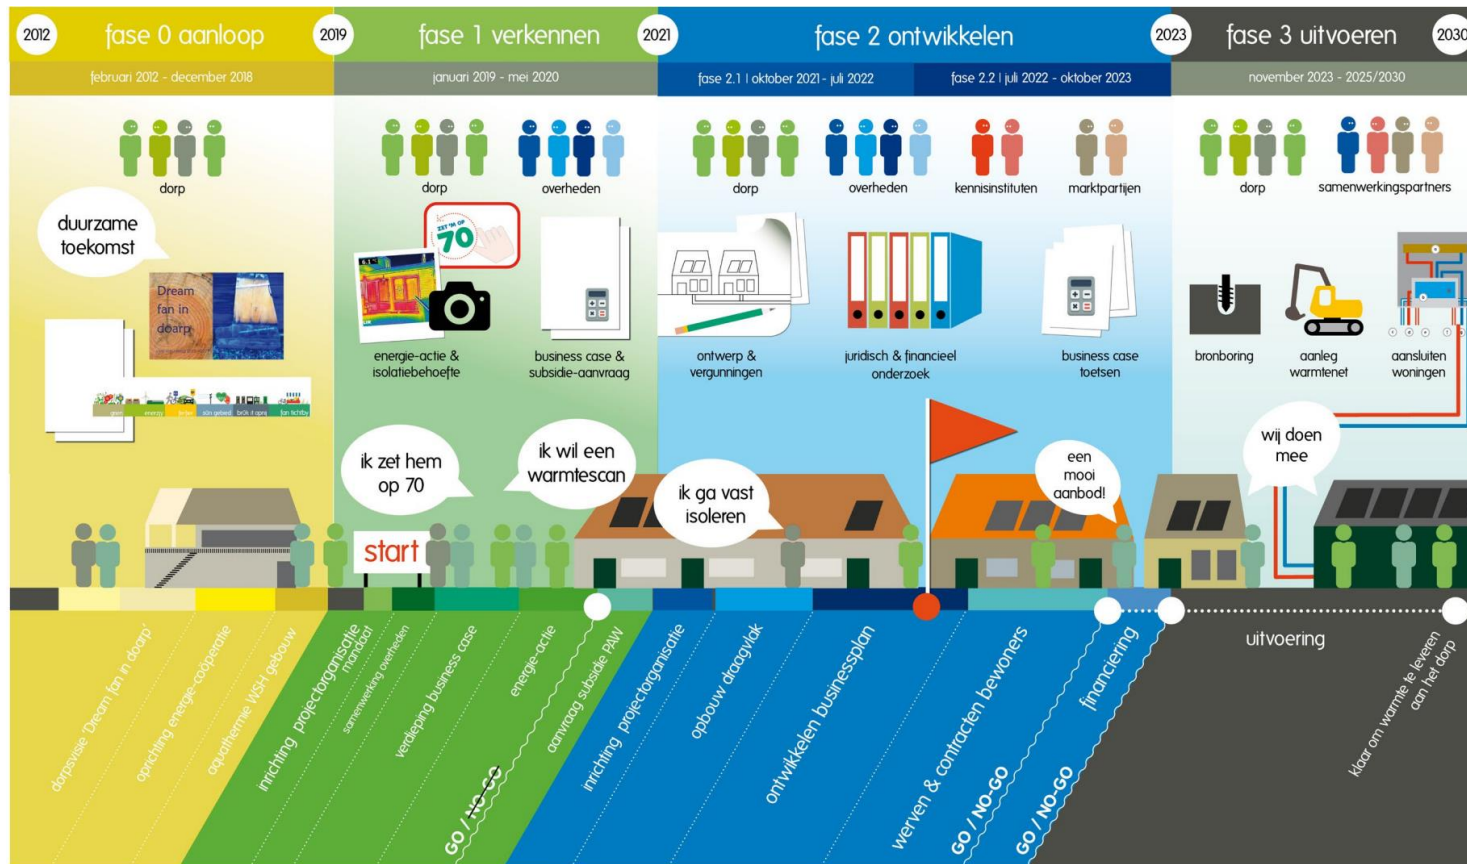 2012
fase 0 aanloop
2019
fase 1 verkennen
2021
fase 2 ontwikkelen
2023
fase 3 uitvoeren
2030
februari 2012 - december 2018
januari 2019 - mei 2020
fase 2.1 | oktober 2021 - juli 2022
fase 2.2 | juli 2022 - oktober 2023
november 2023 - 2025/2030
dorp
dorp
overheden
dorp
overheden
kennisinstituten
marktpartijen
dorp
samenwerkingspartners
duurzame
toekomst
Dream
fan in
doarp
energy
ZET 'M OP
70
energie-actie &
isolatiebehoefte
business case &
subsidie-aanvraag
ontwerp &
vergunningen
juridisch & financieel
onderzoek
business case
toetsen
bronboring
aanleg
warmtenet
aansluiten
woningen
ik zet hem
op 70
ik wil een
warmtescan
ik ga vast
isoleren
een
mooi
aanbod!
wij doen
mee
start
dorpsvisie 'Dream fan in doarp'
oprichting energie-coöperatie
aquathermie WSH gebouw
inrichting projectorganisatie
mandaat
samenwerking overheden
verdieping business case
energie-actie
GO / NO-GO
aanvraag subsidie PAW
inrichting projectorganisatie
opbouw draagvlak
ontwikkelen businessplan
werven & contracten bewoners
GO / NO-GO
financiering
GO / NO-GO
uitvoering
klaar om warmte te leveren
aan het dorp